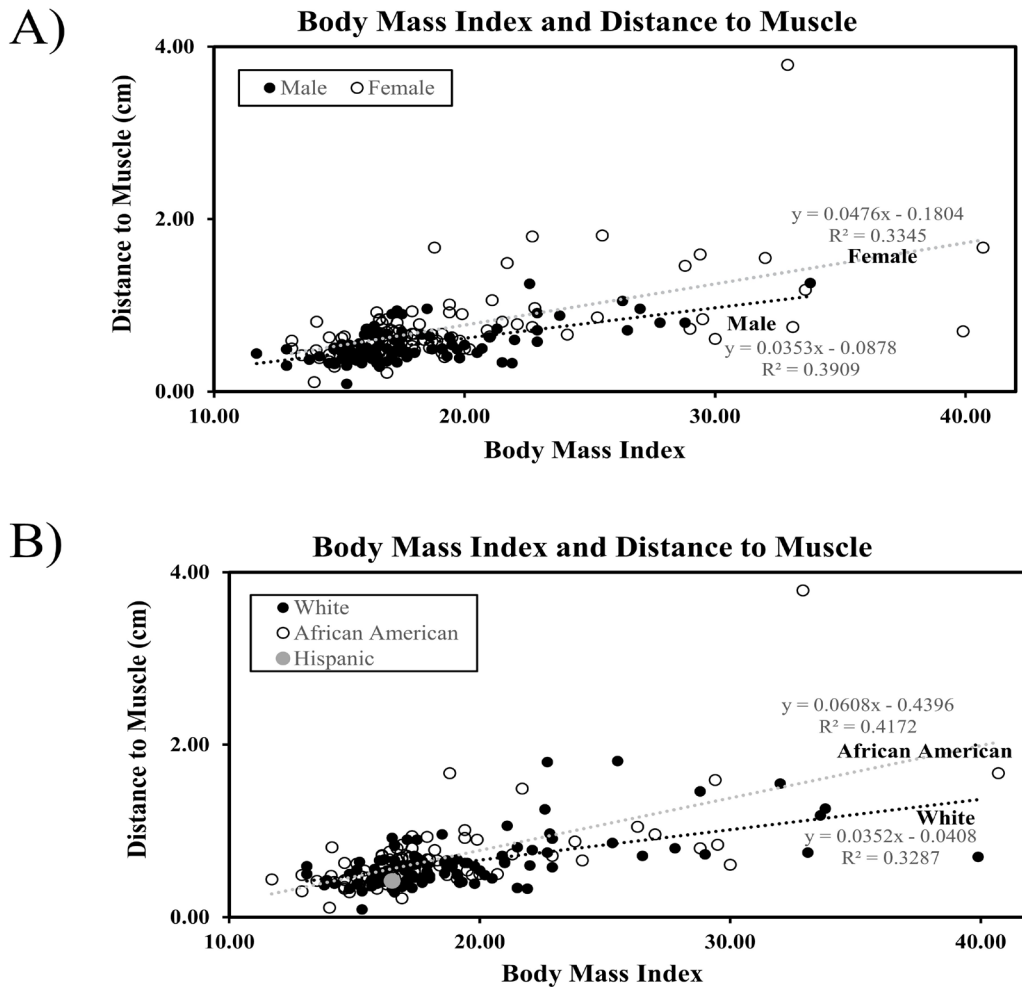 A)
Body Mass Index and Distance to Muscle
4.00
Male Female
Distance to Muscle (cm)
y = 0.0476x - 0.1804
R² = 0.3345
2.00
Female
Male
y = 0.0353x - 0.0878
R² = 0.3909
0.00
10.00 20.00 30.00 40.00
Body Mass Index
B)
Body Mass Index and Distance to Muscle
4.00
White
African American
Hispanic
Distance to Muscle (cm)
y = 0.0608x - 0.4396
R² = 0.4172
2.00
African American
White
y = 0.0352x - 0.0408
R² = 0.3287
0.00
10.00 20.00 30.00 40.00
Body Mass Index